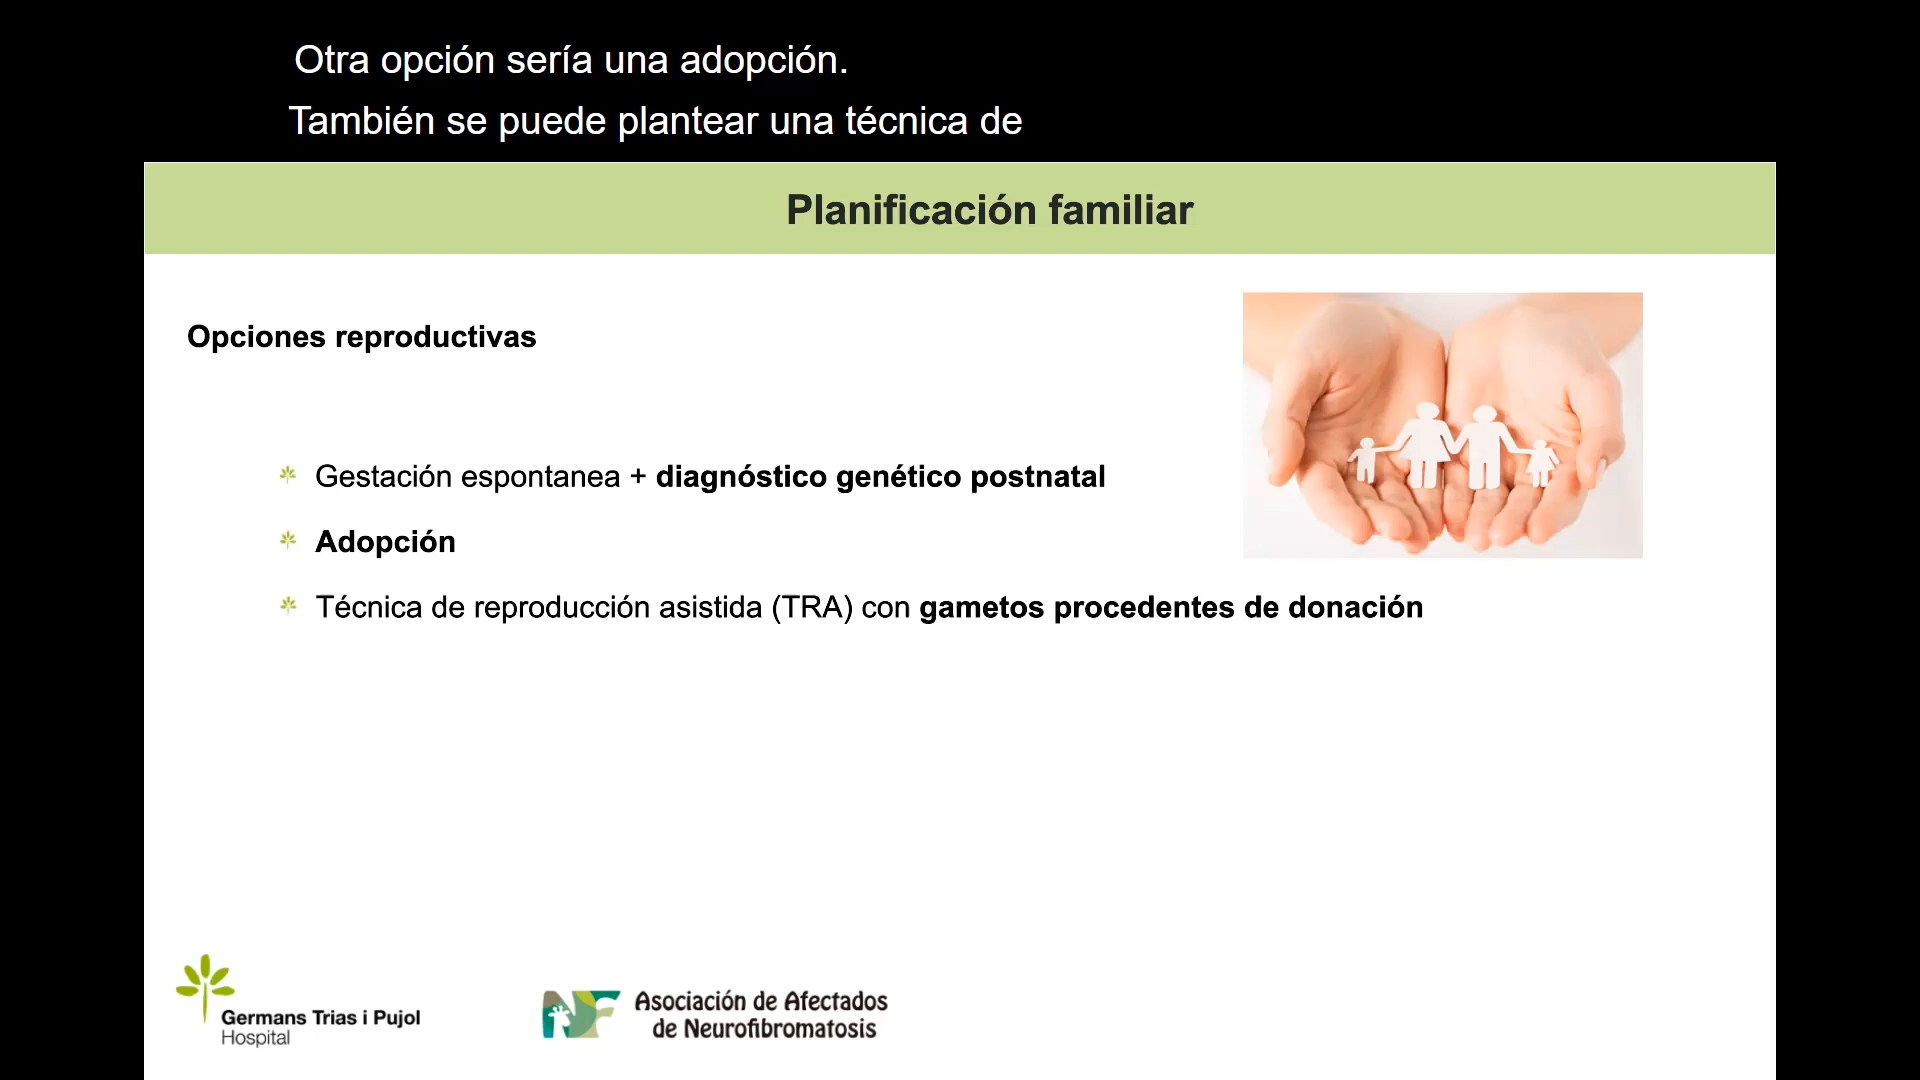 Otra opción sería una adopción.
También se puede plantear una técnica de
Planificación familiar
Opciones reproductivas
Gestación espontanea + diagnóstico genético postnatal
Adopción
Técnica de reproducción asistida (TRA) con gametos procedentes de donación
Germans Trias i Pujol
Hospital
NF
Asociación de Afectados
de Neurofibromatosis